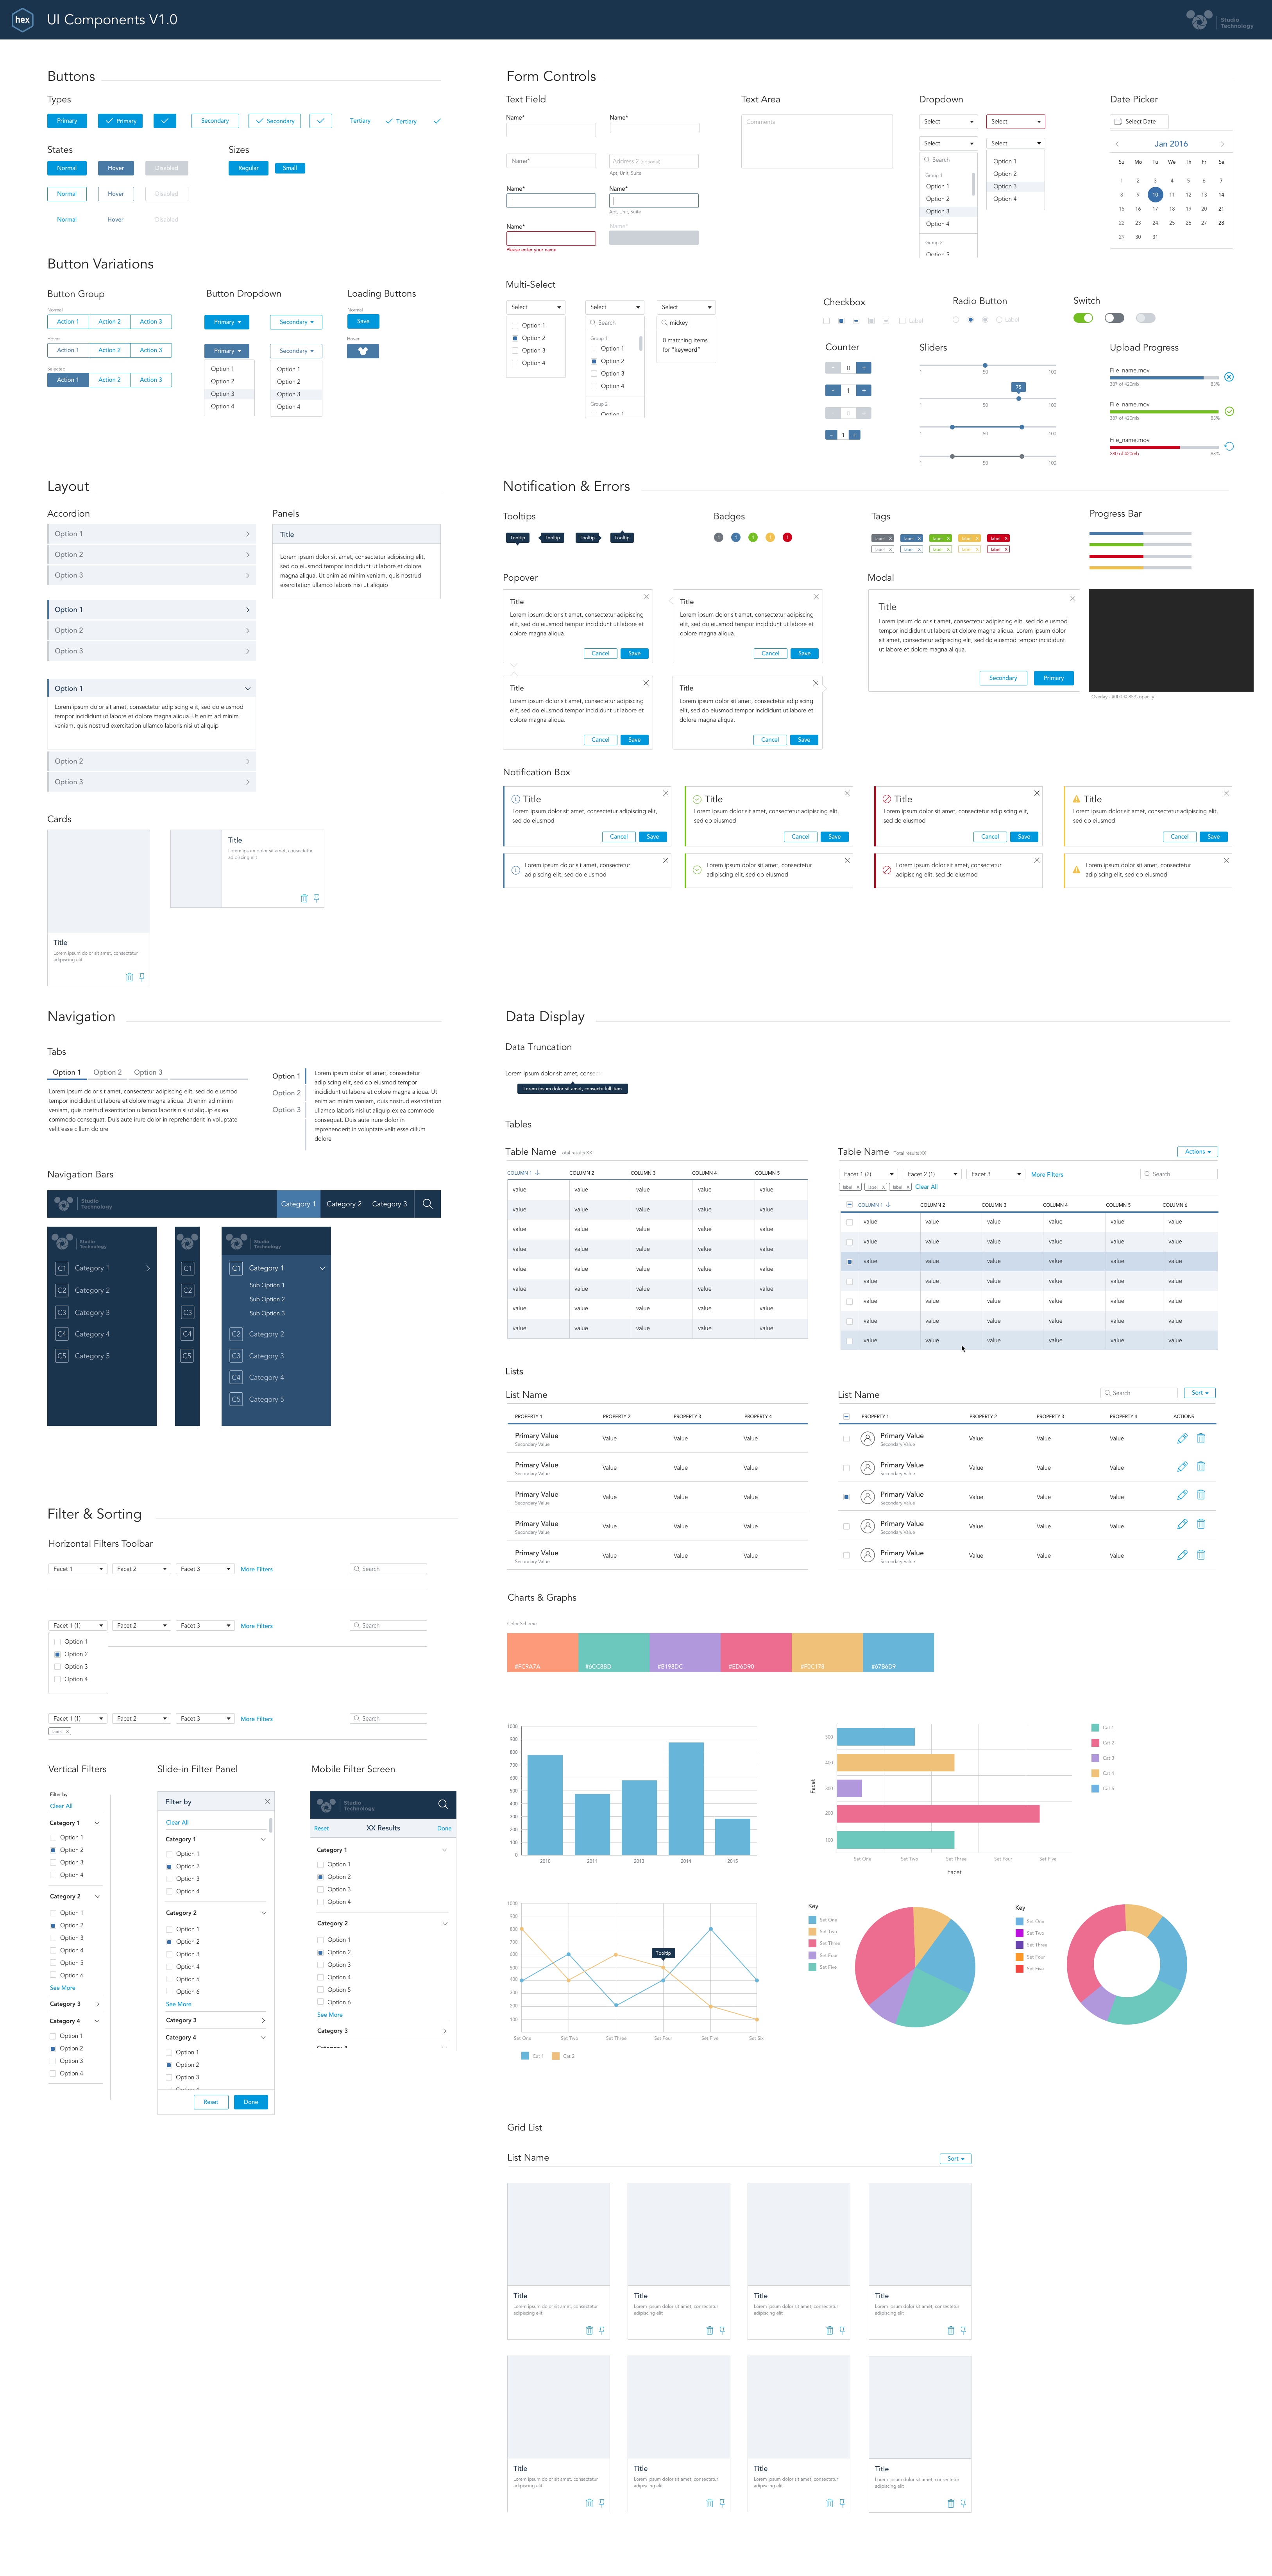 hex
UI Components V1.0
Studio
Technology
Buttons
Types
Primary
Primary
Secondary
Secondary
Tertiary
Tertiary
States
Normal
Hover
Disabled
Normal
Hover
Disabled
Normal
Hover
Disabled
Sizes
Regular
Small
Button Variations
Button Group
Normal
Action 1
Action 2
Action 3
Hover
Action 1
Action 2
Action 3
Selected
Action 1
Action 2
Action 3
Button Dropdown
Primary
Secondary
Primary
Secondary
Option 1
Option 2
Option 3
Option 4
Option 1
Option 2
Option 3
Option 4
Loading Buttons
Normal
Save
Hover
Form Controls
Text Field
Name*
Name*
Name*
Address 2 (optional)
Apt, Unit, Suite
Name*
Name*
Apt, Unit, Suite
Name*
Name*
Please enter your name
Text Area
Comments
Dropdown
Select
Select
Select
Select
Search
Group 1
Option 1
Option 2
Option 3
Option 4
Group 2
Option 5
Option 1
Option 2
Option 3
Option 4
Date Picker
Select Date
Jan 2016
Su Mo Tu We Th Fr Sa
1 2 3 4 5 6 7
8 9 10 11 12 13 14
15 16 17 18 19 20 21
22 23 24 25 26 27 28
29 30 31
Multi-Select
Select
Option 1
Option 2
Option 3
Option 4
Select
Search
Group 1
Option 1
Option 2
Option 3
Option 4
Group 2
Option 1
Select
mickey
0 matching items
for "keyword"
Checkbox
Label
Radio Button
Label
Switch
Counter
- 0 +
- 1 +
- 0 +
- 1 +
Sliders
1 50 100
75
1 50 100
1 50 100
1 50 100
Upload Progress
File_name.mov
387 of 420mb 83%
File_name.mov
387 of 420mb 83%
File_name.mov
280 of 420mb 83%
Layout
Accordion
Option 1
Option 2
Option 3
Option 1
Option 2
Option 3
Option 1
Lorem ipsum dolor sit amet, consectetur adipiscing elit, sed do eiusmod
tempor incididunt ut labore et dolore magna aliqua. Ut enim ad minim
veniam, quis nostrud exercitation ullamco laboris nisi ut aliquip
Option 2
Option 3
Panels
Title
Lorem ipsum dolor sit amet, consectetur adipiscing elit,
sed do eiusmod tempor incididunt ut labore et dolore
magna aliqua. Ut enim ad minim veniam, quis nostrud
exercitation ullamco laboris nisi ut aliquip
Cards
Title
Lorem ipsum dolor sit amet, consectetur
adipiscing elit
Title
Lorem ipsum dolor sit amet, consectetur
adipiscing elit
Notification & Errors
Tooltips
Tooltip
Tooltip
Tooltip
Tooltip
Badges
1
1
1
1
1
Tags
label X
label X
label X
label X
label X
label X
label X
label X
label X
label X
Progress Bar
Popover
Title
Lorem ipsum dolor sit amet, consectetur adipiscing
elit, sed do eiusmod tempor incididunt ut labore et
dolore magna aliqua.
Cancel
Save
Title
Lorem ipsum dolor sit amet, consectetur adipiscing
elit, sed do eiusmod tempor incididunt ut labore et
dolore magna aliqua.
Cancel
Save
Title
Lorem ipsum dolor sit amet, consectetur adipiscing
elit, sed do eiusmod tempor incididunt ut labore et
dolore magna aliqua.
Cancel
Save
Title
Lorem ipsum dolor sit amet, consectetur adipiscing
elit, sed do eiusmod tempor incididunt ut labore et
dolore magna aliqua.
Cancel
Save
Modal
Title
Lorem ipsum dolor sit amet, consectetur adipiscing
elit, sed do eiusmod tempor incididunt ut labore et
dolore magna aliqua. Lorem ipsum dolor sit amet,
consectetur adipiscing elit, sed do eiusmod tempor
incididunt ut labore et dolore magna aliqua.
Secondary
Primary
Overlay - #000 @ 85% opacity
Notification Box
Title
Lorem ipsum dolor sit amet, consectetur adipiscing elit,
sed do eiusmod
Cancel
Save
Title
Lorem ipsum dolor sit amet, consectetur adipiscing elit,
sed do eiusmod
Cancel
Save
Title
Lorem ipsum dolor sit amet, consectetur adipiscing elit,
sed do eiusmod
Cancel
Save
Title
Lorem ipsum dolor sit amet, consectetur adipiscing elit,
sed do eiusmod
Cancel
Save
Lorem ipsum dolor sit amet, consectetur
adipiscing elit, sed do eiusmod
Lorem ipsum dolor sit amet, consectetur
adipiscing elit, sed do eiusmod
Lorem ipsum dolor sit amet, consectetur
adipiscing elit, sed do eiusmod
Lorem ipsum dolor sit amet, consectetur
adipiscing elit, sed do eiusmod
Navigation
Tabs
Option 1
Option 2
Option 3
Lorem ipsum dolor sit amet, consectetur adipiscing elit, sed do eiusmod
tempor incididunt ut labore et dolore magna aliqua. Ut enim ad minim
veniam, quis nostrud exercitation ullamco laboris nisi ut aliquip ex ea
commodo consequat. Duis aute irure dolor in reprehenderit in voluptate
velit esse cillum dolore
Option 1
Option 2
Option 3
Lorem ipsum dolor sit amet, consectetur
adipiscing elit, sed do eiusmod tempor
incididunt ut labore et dolore magna
aliqua. Ut enim ad minim veniam, quis
nostrud exercitation ullamco laboris
nisi ut aliquip ex ea commodo
consequat. Duis aute irure dolor in
reprehenderit in voluptate velit esse cillum
dolore
Navigation Bars
Studio
Technology
Category 1
Category 2
Category 3
Studio
Technology
C1 Category 1
C2 Category 2
C3 Category 3
C4 Category 4
C5 Category 5
C1
C2
C3
C4
C5
Studio
Technology
C1 Category 1
Sub Option 1
Sub Option 2
Sub Option 3
C2 Category 2
C3 Category 3
C4 Category 4
C5 Category 5
Data Display
Data Truncation
Lorem ipsum dolor sit amet, consec
Lorem ipsum dolor sit amet, consecte full item
Tables
Table Name Total results XX
COLUMN 1 COLUMN 2 COLUMN 3 COLUMN 4 COLUMN 5
value value value value value
value value value value value
value value value value value
value value value value value
value value value value value
value value value value value
value value value value value
value value value value value
Table Name Total results XX
Actions
Facet 1 (2)
Facet 2 (1)
Facet 3
More Filters
Search
label X
label X
label X
Clear All
COLUMN 1 COLUMN 2 COLUMN 3 COLUMN 4 COLUMN 5 COLUMN 6
value value value value value value
value value value value value value
value value value value value value
value value value value value value
value value value value value value
value value value value value value
value value value value value value
Lists
List Name
PROPERTY 1 PROPERTY 2 PROPERTY 3 PROPERTY 4
Primary Value Value Value Value
Secondary Value
Primary Value Value Value Value
Secondary Value
Primary Value Value Value Value
Secondary Value
Primary Value Value Value Value
Secondary Value
Primary Value Value Value Value
Secondary Value
List Name
Search
Sort
PROPERTY 1 PROPERTY 2 PROPERTY 3 PROPERTY 4 ACTIONS
Primary Value Value Value Value
Secondary Value
Primary Value Value Value Value
Secondary Value
Primary Value Value Value Value
Secondary Value
Primary Value Value Value Value
Secondary Value
Primary Value Value Value Value
Secondary Value
Filter & Sorting
Horizontal Filters Toolbar
Facet 1
Facet 2
Facet 3
More Filters
Search
Facet 1 (1)
Facet 2
Facet 3
More Filters
Search
Option 1
Option 2
Option 3
Option 4
Facet 1 (1)
Facet 2
Facet 3
More Filters
Search
label X
Vertical Filters
Filter by
Clear All
Category 1
Option 1
Option 2
Option 3
Option 4
Category 2
Option 1
Option 2
Option 3
Option 4
Option 5
Option 6
See More
Category 3
Category 4
Option 1
Option 2
Option 3
Option 4
Slide-in Filter Panel
Filter by
Clear All
Category 1
Option 1
Option 2
Option 3
Option 4
Category 2
Option 1
Option 2
Option 3
Option 4
Option 5
Option 6
See More
Category 3
Category 4
Option 1
Option 2
Option 3
Option 4
Reset
Done
Mobile Filter Screen
Studio
Technology
Reset
XX Results
Done
Category 1
Option 1
Option 2
Option 3
Option 4
Category 2
Option 1
Option 2
Option 3
Option 4
Option 5
Option 6
See More
Category 3
Category 4
Charts & Graphs
Color Scheme
#FC9A7A
#6CC8BD
#B198DC
#ED6D90
#F0C178
#67B6D9
1000
900
800
700
600
500
400
300
200
100
0
2010 2011 2013 2014 2015
Facet
500
400
300
200
100
Set One Set Two Set Three Set Four Set Five
Facet
Cat 1
Cat 2
Cat 3
Cat 4
Cat 5
1000
900
800
700
600
500
400
300
200
100
Tooltip
Set One Set Two Set Three Set Four Set Five Set Six
Cat 1
Cat 2
Key
Set One
Set Two
Set Three
Set Four
Set Five
Key
Set One
Set Two
Set Three
Set Four
Set Five
Grid List
List Name
Sort
Title
Lorem ipsum dolor sit amet, consectetur
adipiscing elit
Title
Lorem ipsum dolor sit amet, consectetur
adipiscing elit
Title
Lorem ipsum dolor sit amet, consectetur
adipiscing elit
Title
Lorem ipsum dolor sit amet, consectetur
adipiscing elit
Title
Lorem ipsum dolor sit amet, consectetur
adipiscing elit
Title
Lorem ipsum dolor sit amet, consectetur
adipiscing elit
Title
Lorem ipsum dolor sit amet, consectetur
adipiscing elit
Title
Lorem ipsum dolor sit amet, consectetur
adipiscing elit